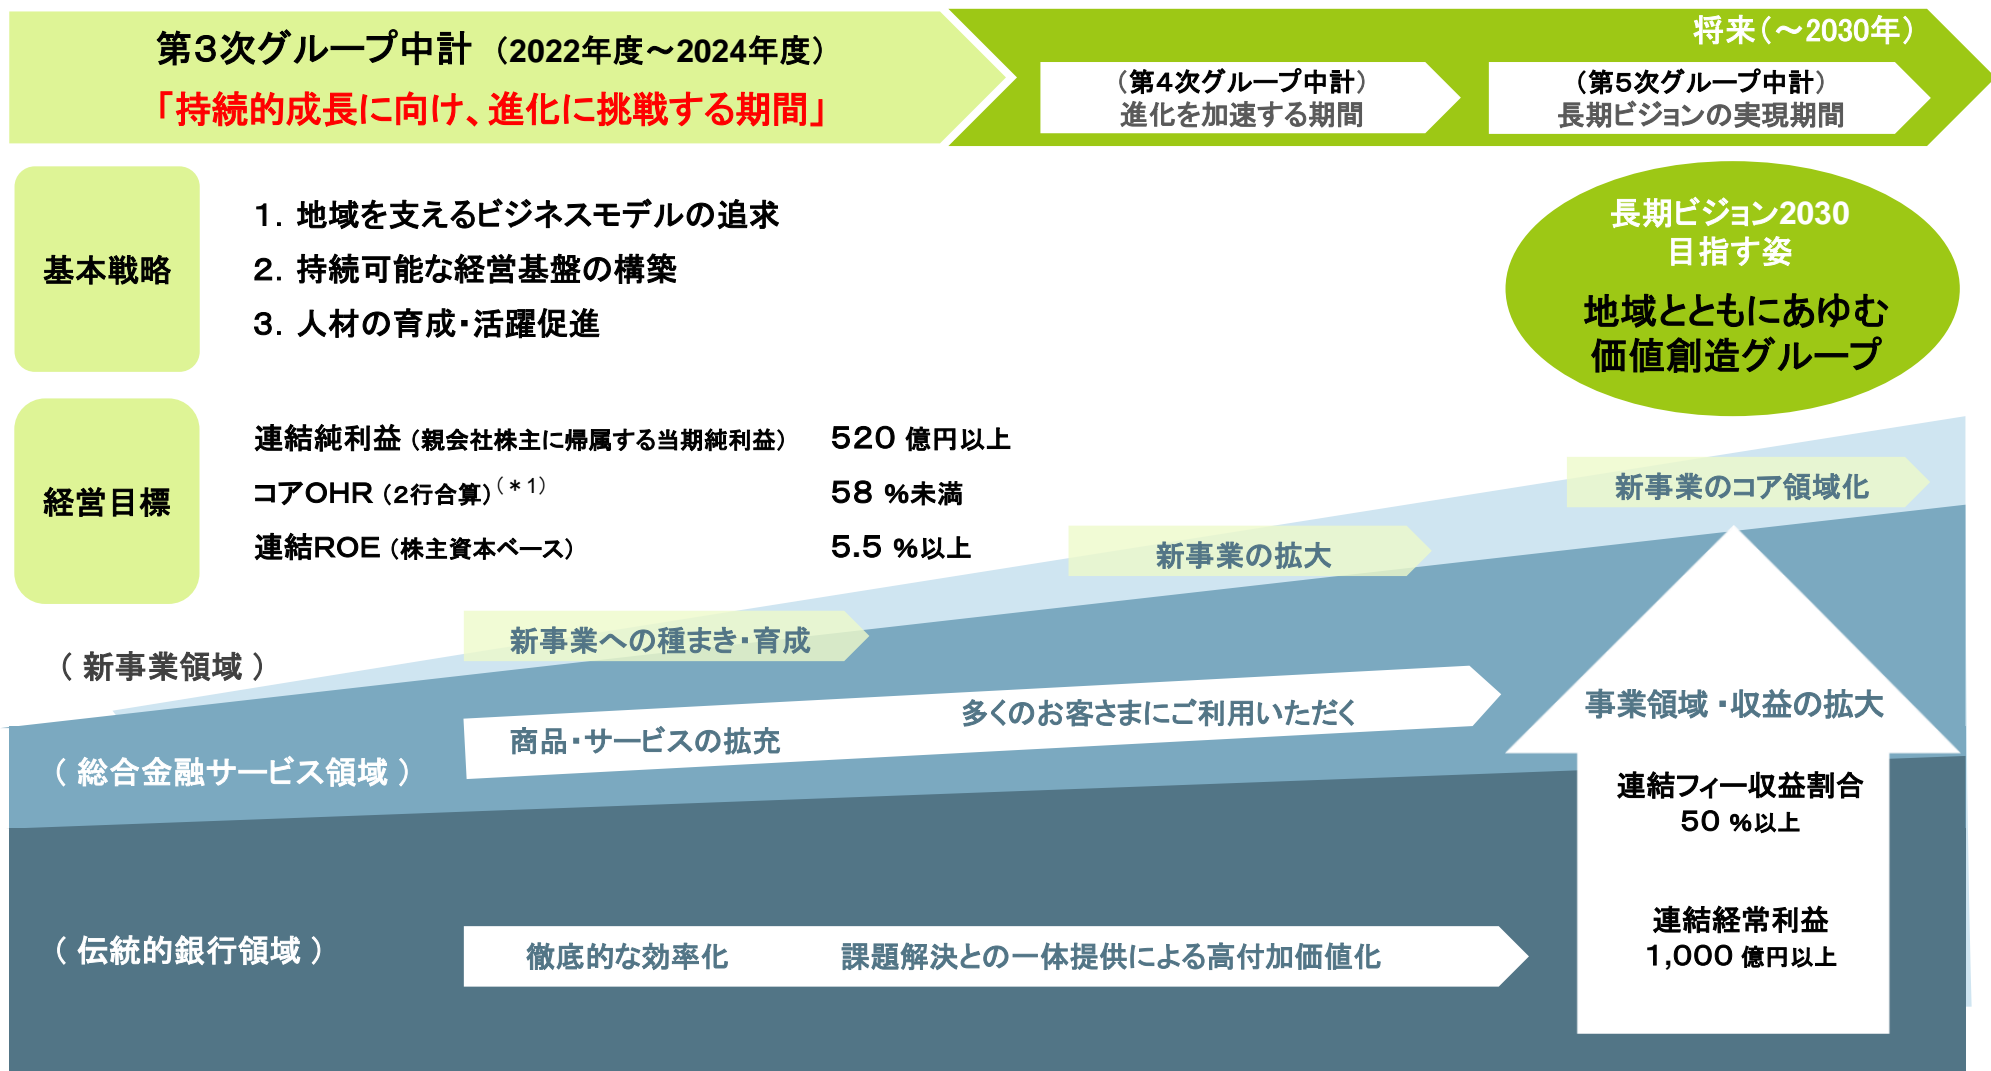 第３次グループ中計 （2022年度～2024年度）
「持続的成長に向け、進化に挑戦する期間」
将来（～2030年）
（第４次グループ中計）
進化を加速する期間
（第５次グループ中計）
長期ビジョンの実現期間
基本戦略
１．地域を支えるビジネスモデルの追求
２．持続可能な経営基盤の構築
３．人材の育成・活躍促進
長期ビジョン2030
目指す姿
地域とともにあゆむ
価値創造グループ
経営目標
連結純利益（親会社株主に帰属する当期純利益） ５２０ 億円以上
コアＯＨＲ（２行合算）（＊１） ５８ ％未満
連結ＲＯＥ（株主資本ベース） ５.５ ％以上
新事業のコア領域化
新事業の拡大
新事業への種まき・育成
（ 新事業領域 ）
事業領域 ・収益の拡大
多くのお客さまにご利用いただく
商品・サービスの拡充
（ 総合金融サービス領域 ）
連結フィー収益割合
５０ ％以上
連結経常利益
１,０００ 億円以上
（ 伝統的銀行領域 ）
徹底的な効率化 課題解決との一体提供による高付加価値化